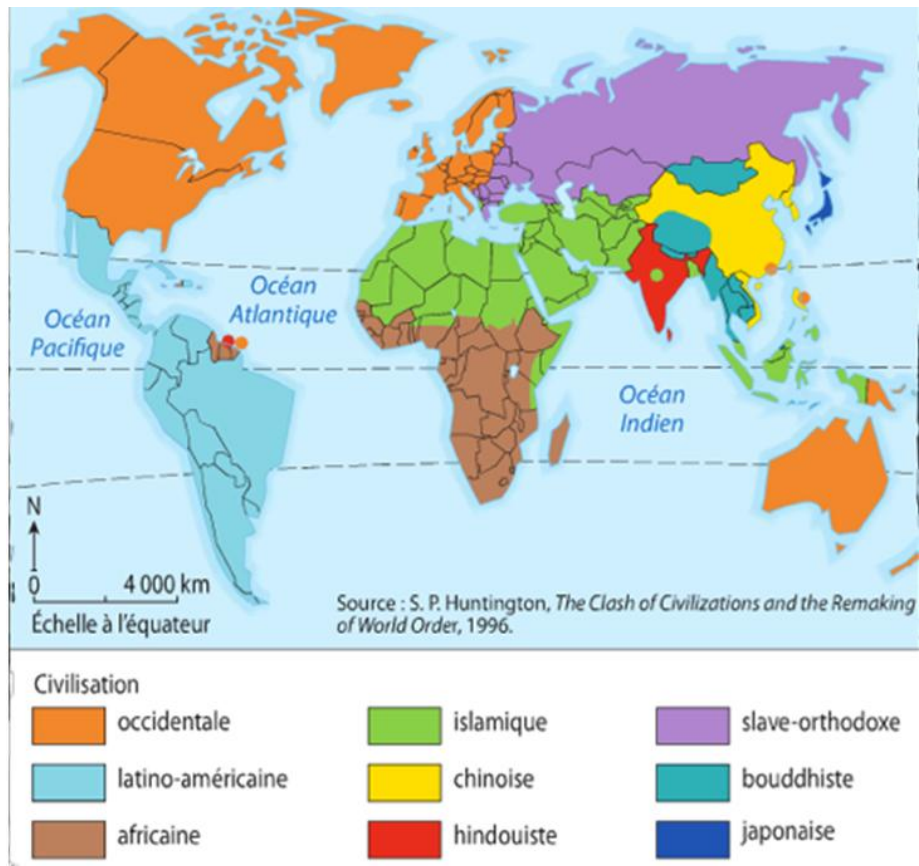 Océan
Atlantique
Océan
Pacifique
Océan
Indien
N
0
4 000 km
Échelle à l'équateur
Source : S. P. Huntington, The Clash of Civilizations and the Remaking
of World Order, 1996.
Civilisation
occidentale
islamique
slave-orthodoxe
latino-américaine
chinoise
bouddhiste
africaine
hindouiste
japonaise